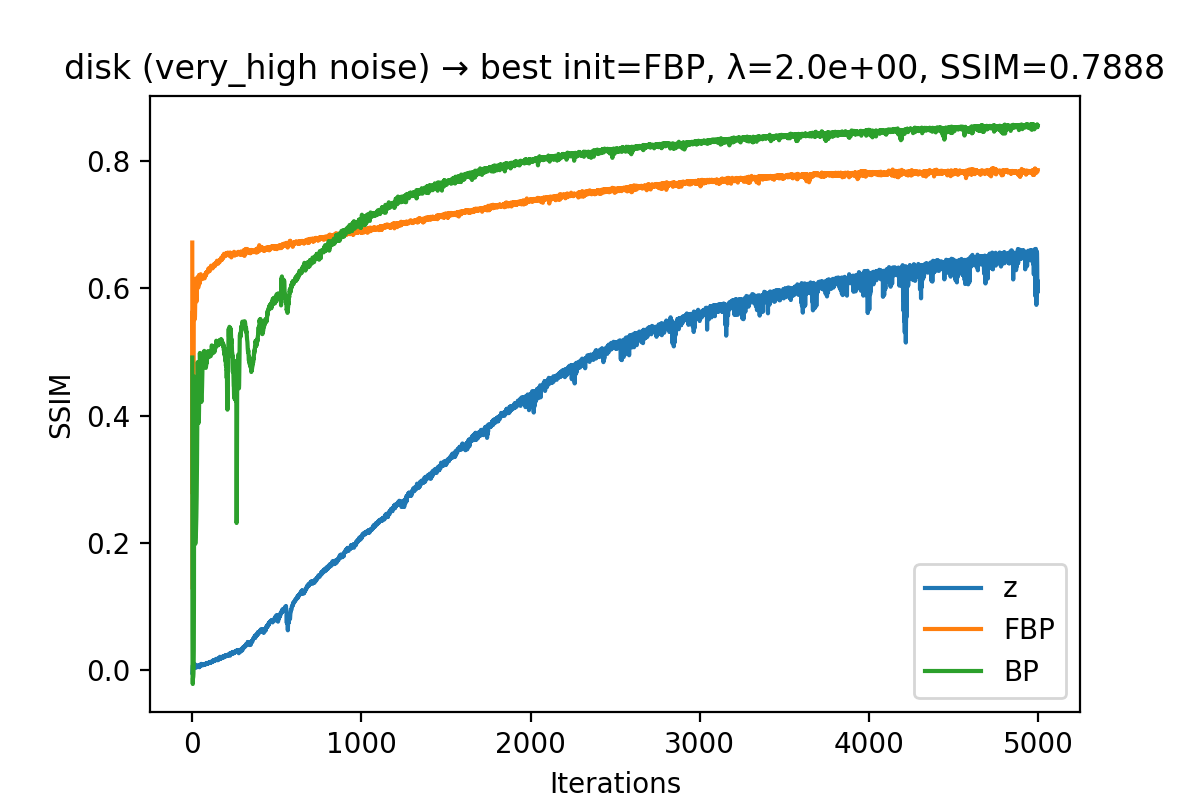 disk (very_high noise) → best init=FBP, λ=2.0e+00, SSIM=0.7888
SSIM
0.8
0.6
0.4
0.2
0.0
z
FBP
BP
0 1000 2000 3000 4000 5000
Iterations